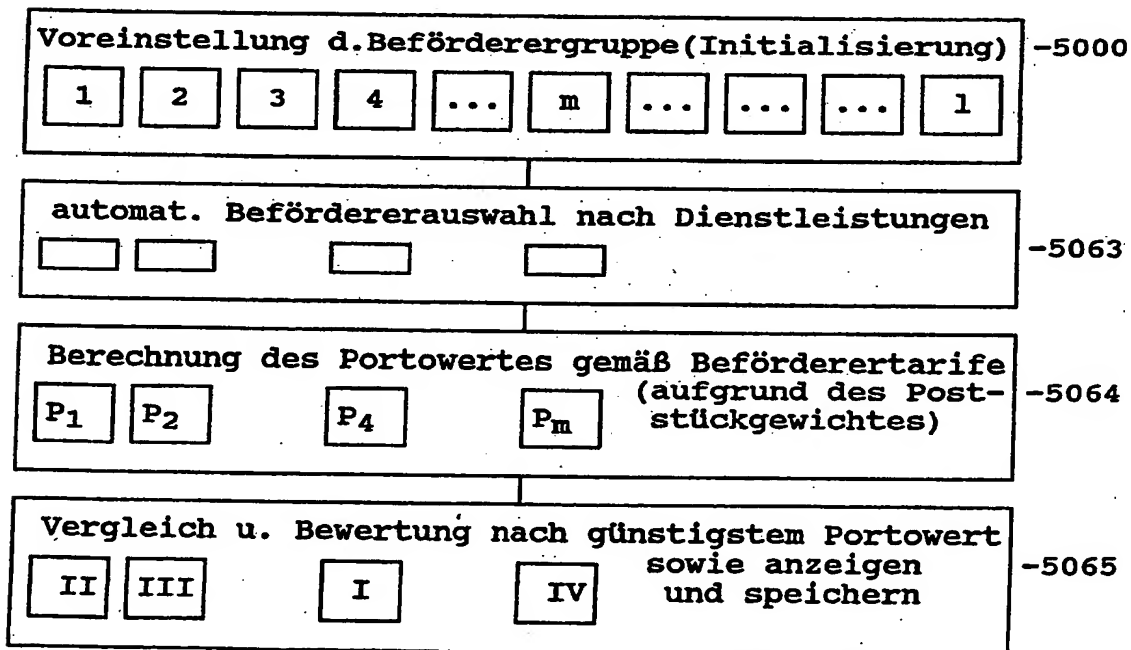 Voreinstellung d.Beförderergruppe(Initialisierung) -5000
1 2 3 4 ... m ... ... ... l
automat. Befördererauswahl nach Dienstleistungen
-5063
Berechnung des Portowertes gemäß Beförderertarife
(aufgrund des Post- -5064
P1 P2 P4 Pm stückgewichtes)
Vergleich u. Bewertung nach günstigstem Portowert
sowie anzeigen -5065
II III I IV und speichern